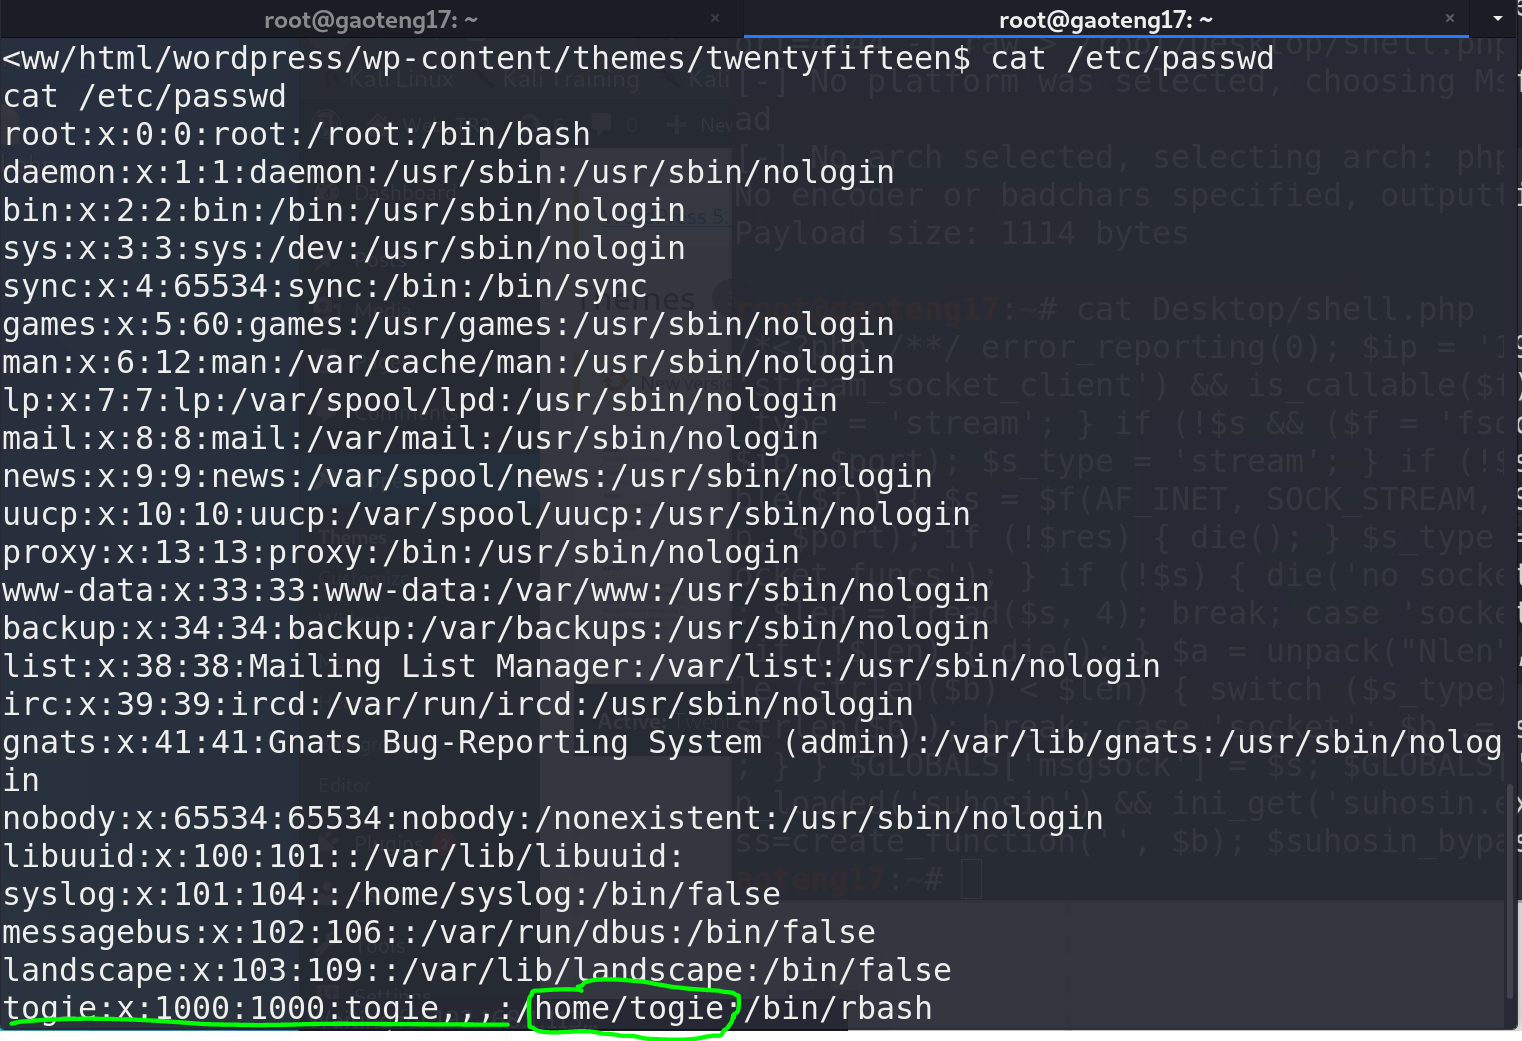 root@gaoteng17: ~ × root@gaoteng17: ~ ×
<ww/html/wordpress/wp-content/themes/twentyfifteen$ cat /etc/passwd
cat /etc/passwd
root:x:0:0:root:/root:/bin/bash
daemon:x:1:1:daemon:/usr/sbin:/usr/sbin/nologin
bin:x:2:2:bin:/bin:/usr/sbin/nologin
sys:x:3:3:sys:/dev:/usr/sbin/nologin
sync:x:4:65534:sync:/bin:/bin/sync
games:x:5:60:games:/usr/games:/usr/sbin/nologin
man:x:6:12:man:/var/cache/man:/usr/sbin/nologin
lp:x:7:7:lp:/var/spool/lpd:/usr/sbin/nologin
mail:x:8:8:mail:/var/mail:/usr/sbin/nologin
news:x:9:9:news:/var/spool/news:/usr/sbin/nologin
uucp:x:10:10:uucp:/var/spool/uucp:/usr/sbin/nologin
proxy:x:13:13:proxy:/bin:/usr/sbin/nologin
www-data:x:33:33:www-data:/var/www:/usr/sbin/nologin
backup:x:34:34:backup:/var/backups:/usr/sbin/nologin
list:x:38:38:Mailing List Manager:/var/list:/usr/sbin/nologin
irc:x:39:39:ircd:/var/run/ircd:/usr/sbin/nologin
gnats:x:41:41:Gnats Bug-Reporting System (admin):/var/lib/gnats:/usr/sbin/nolog
in
nobody:x:65534:65534:nobody:/nonexistent:/usr/sbin/nologin
libuuid:x:100:101::/var/lib/libuuid:
syslog:x:101:104::/home/syslog:/bin/false
messagebus:x:102:106::/var/run/dbus:/bin/false
landscape:x:103:109::/var/lib/landscape:/bin/false
togie:x:1000:1000:togie,,,:/home/togie:/bin/rbash